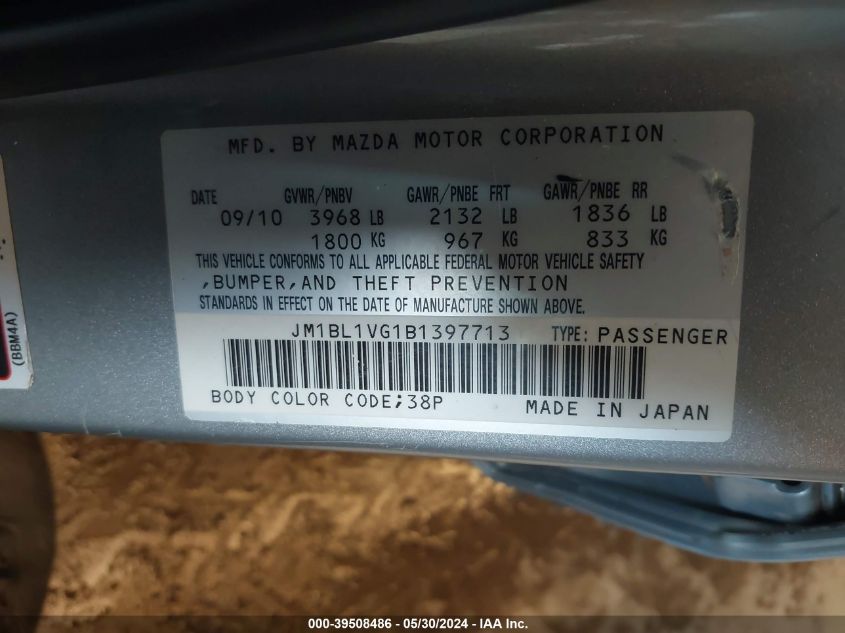 MFD. BY MAZDA MOTOR CORPORATION
DATE GVWR/PNBV GAWR/PNBE FRT GAWR/PNBE RR
09/10 3968 LB 2132 LB 1836 LB
1800 KG 967 KG 833 KG
THIS VEHICLE CONFORMS TO ALL APPLICABLE FEDERAL MOTOR VEHICLE SAFETY
,BUMPER,AND THEFT PREVENTION
STANDARDS IN EFFECT ON THE DATE OF MANUFACTURE SHOWN ABOVE.
JM1BL1VG1B1397713 TYPE: PASSENGER
BODY COLOR CODE;38P MADE IN JAPAN
(BBM4A)
000-39508486 - 05/30/2024 - IAA Inc.